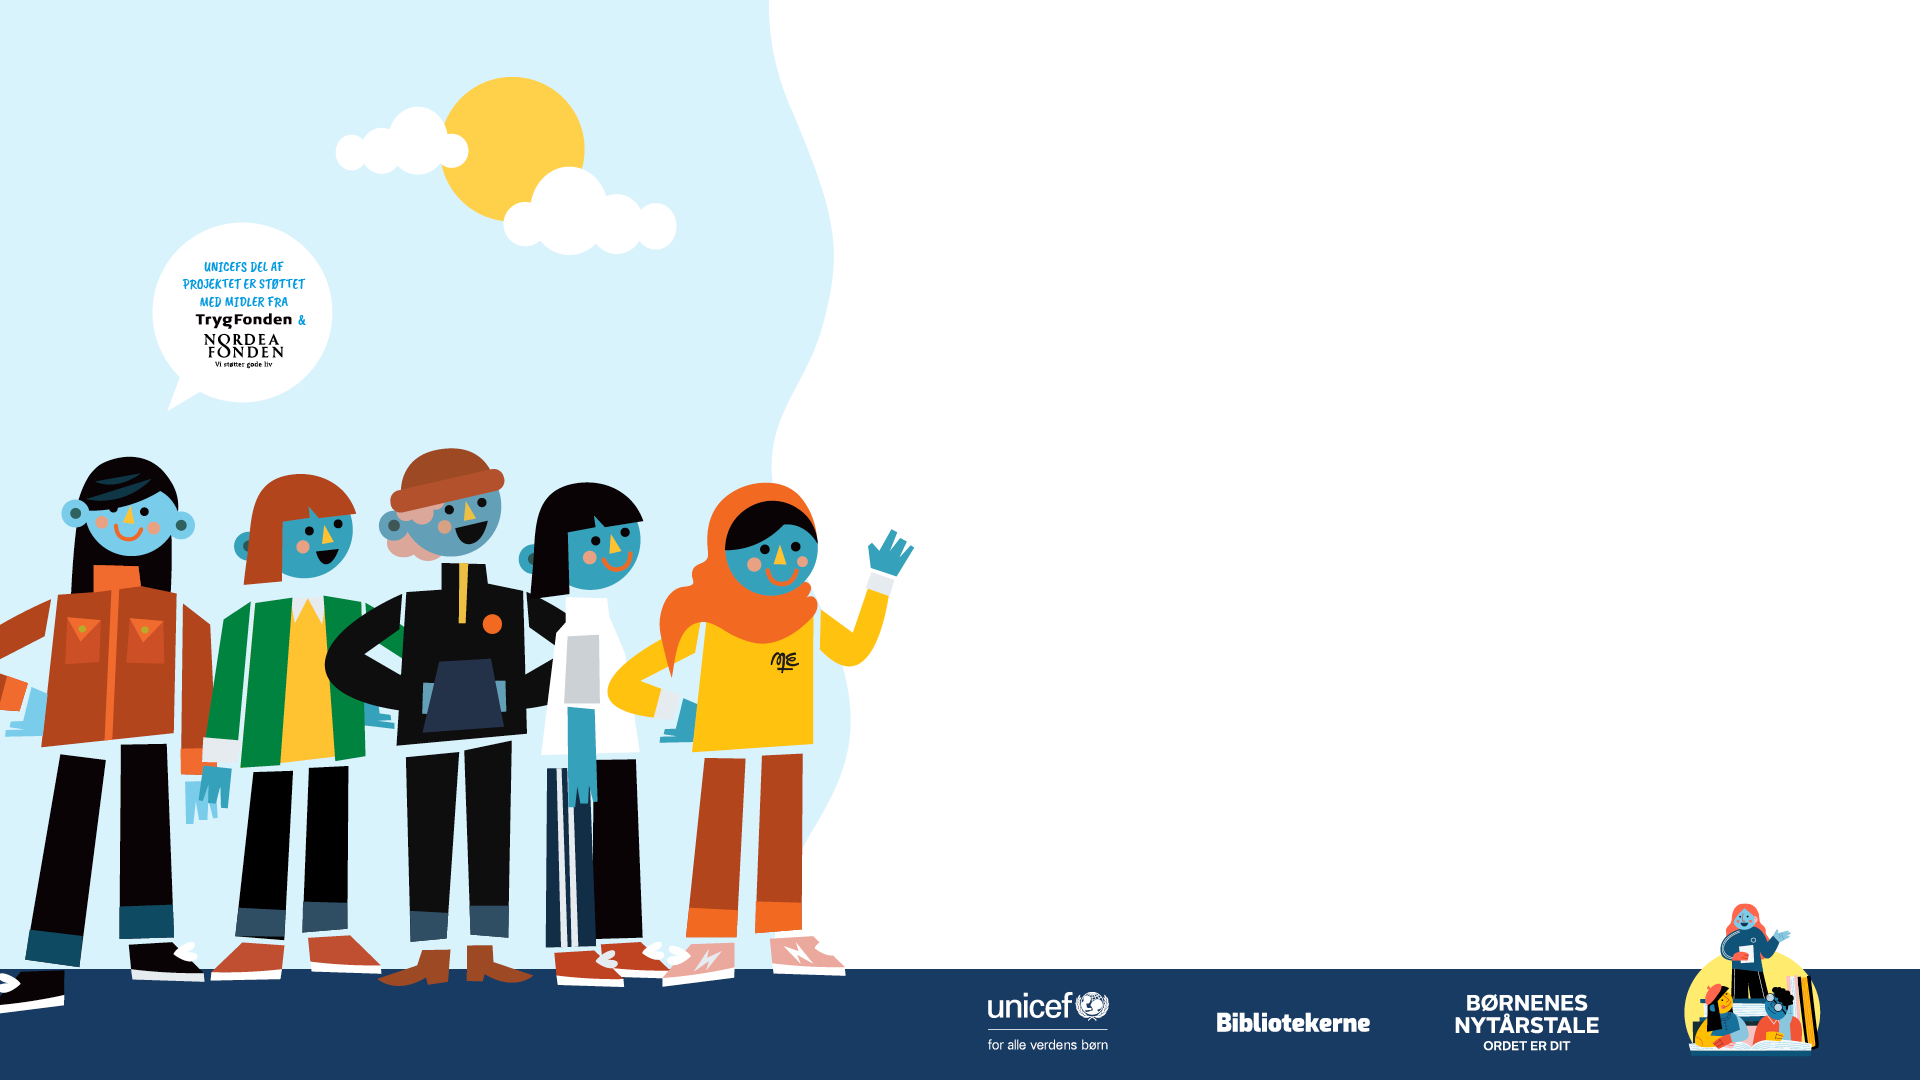 UNICEFS DEL AF
PROJEKTET ER STØTTET
MED MIDLER FRA
TrygFonden &
NORDEA
FONDEN
Vi støtter gode liv
ME
unicef
for alle verdens børn
Bibliotekerne
BØRNENES
NYTÅRSTALE
ORDET ER DIT